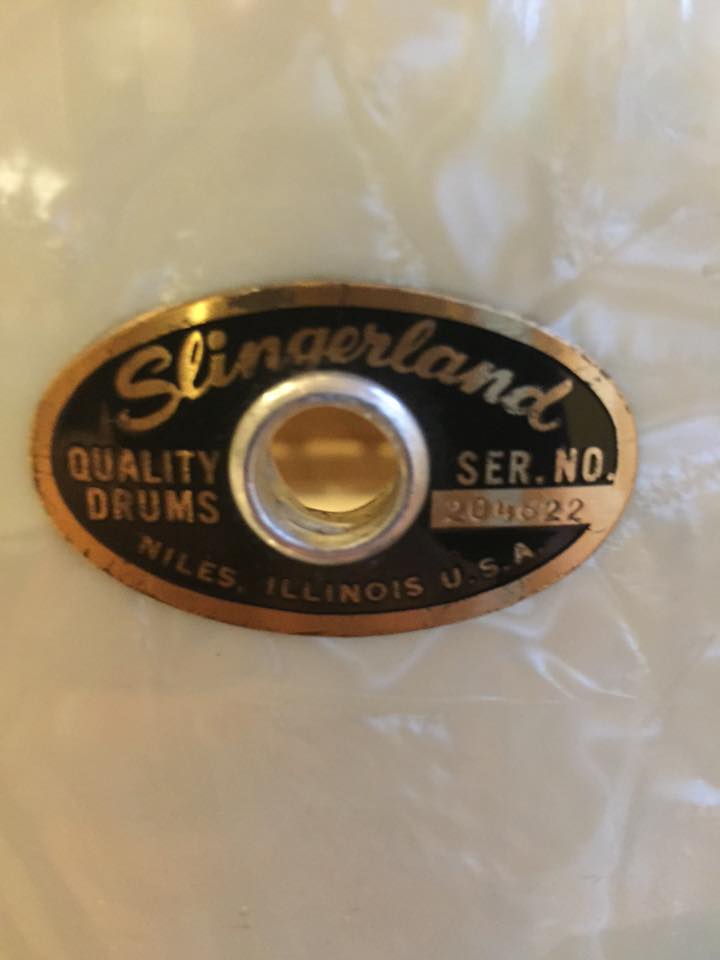 Slingerland
QUALITY
DRUMS
SER. NO.
204622
NILES, ILLINOIS U.S.A.